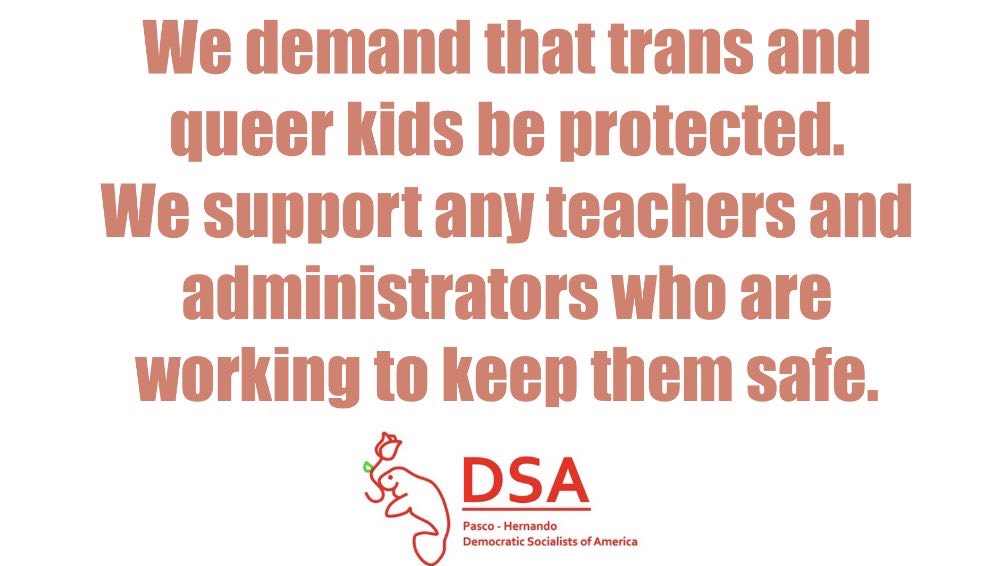 We demand that trans and
queer kids be protected.
We support any teachers and
administrators who are
working to keep them safe.
DSA
Pasco - Hernando
Democratic Socialists of America